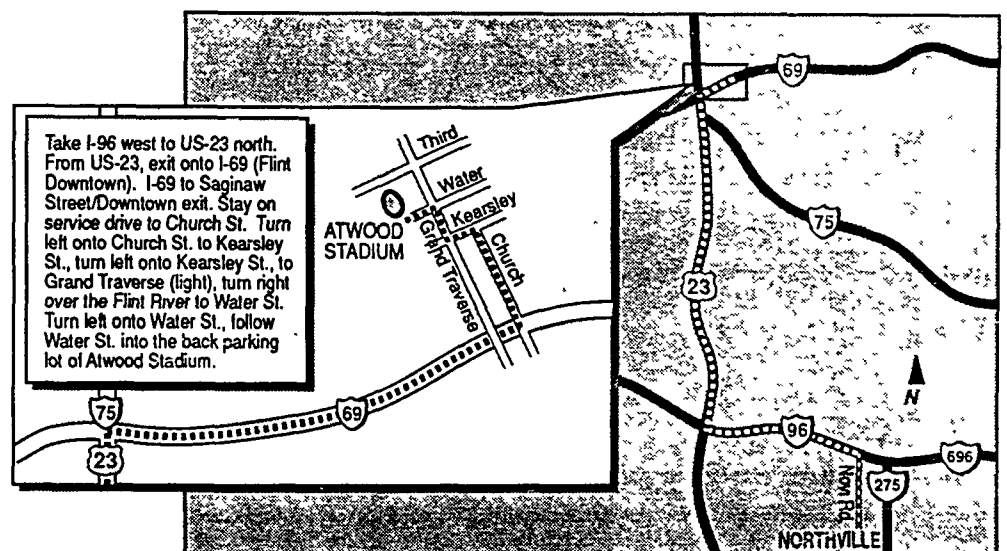 69
Take I-96 west to US-23 north.
From US-23, exit onto I-69 (Flint
Downtown). I-69 to Saginaw
Street/Downtown exit. Stay on
service drive to Church St. Turn
left onto Church St. to Kearsley
St., turn left onto Kearsley St., to
Grand Traverse (light), turn right
over the Flint River to Water St.
Turn left onto Water St., follow
Water St. into the back parking
lot of Atwood Stadium.
Third
Water
Kearsley
ATWOOD
STADIUM
Grand Traverse
Church
75
23
69
75
23
N
96
696
275
Novi Rd.
NORTHVILLE